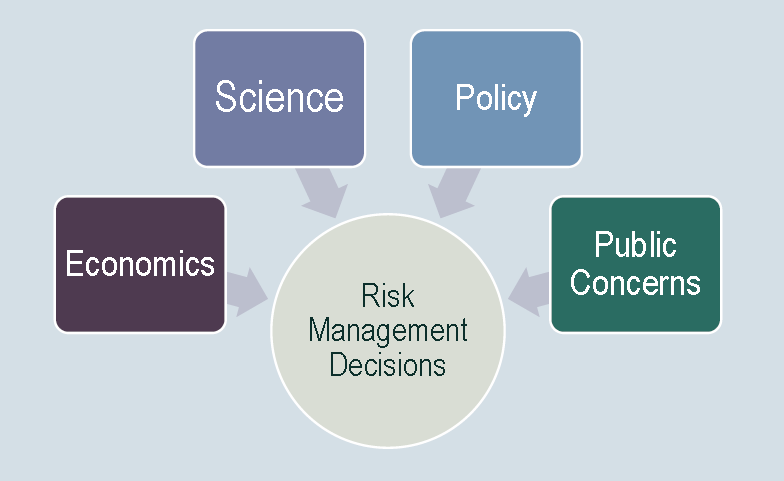 Science
Policy
Economics
Public
Concerns
Risk
Management
Decisions